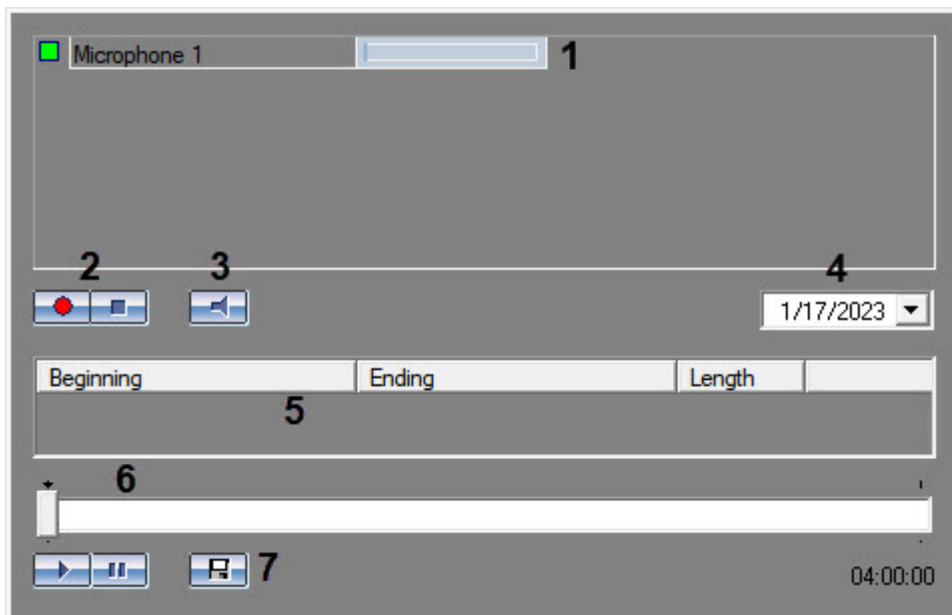 Microphone 1 1
2 3 4
1/17/2023
Beginning Ending Length
5
6
7
04:00:00